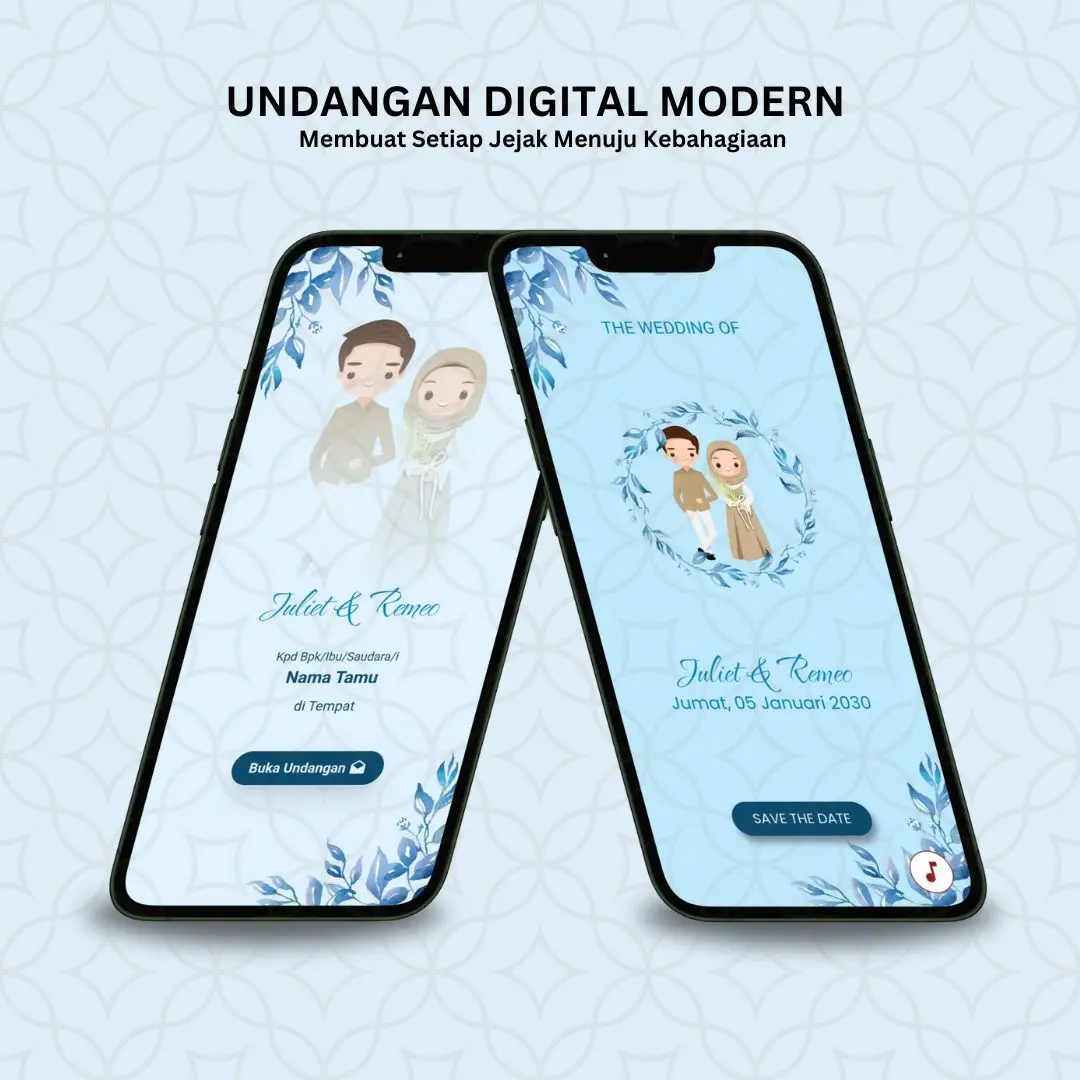 UNDANGAN DIGITAL MODERN
Membuat Setiap Jejak Menuju Kebahagiaan
Juliet & Remeo
Kpd Bpk/Ibu/Saudara/i
Nama Tamu
di Tempat
Buka Undangan
THE WEDDING OF
Juliet & Remeo
Jumat, 05 Januari 2030
SAVE THE DATE